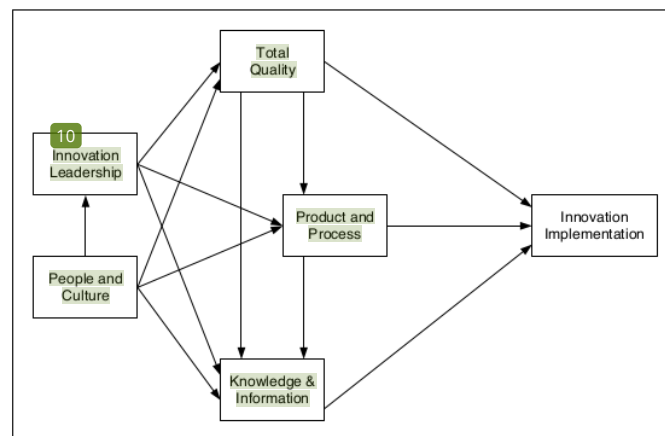 Total
Quality
10
Innovation
Leadership
Product and
Process
Innovation
Implementation
People and
Culture
Knowledge &
Information